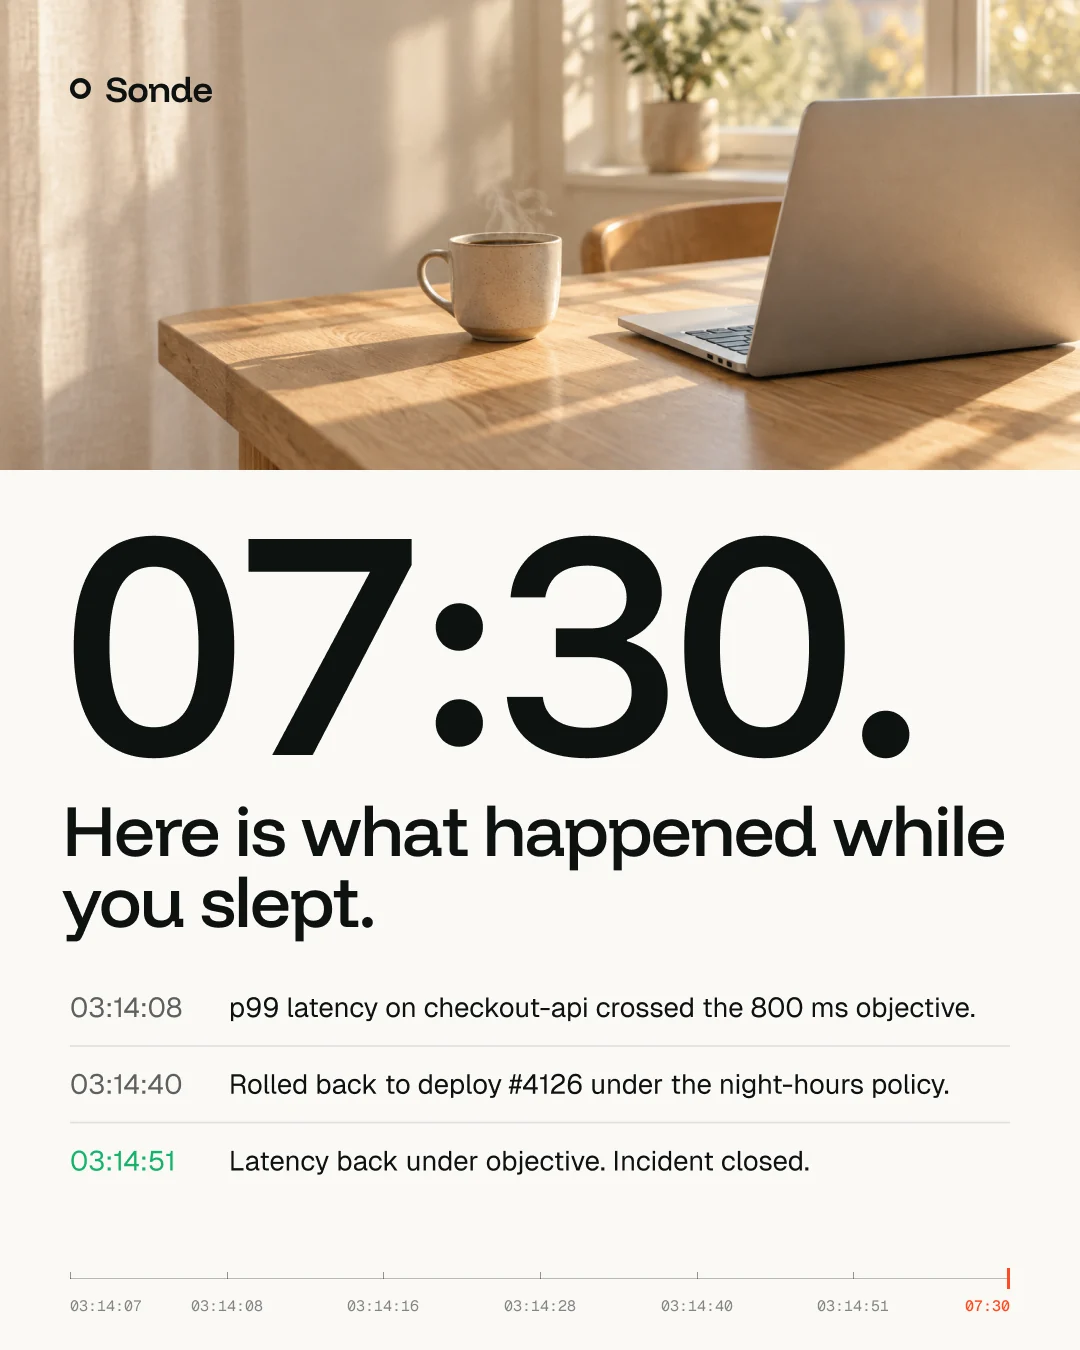 Sonde
07:30.
Here is what happened while
you slept.
03:14:08 p99 latency on checkout-api crossed the 800 ms objective.
03:14:40 Rolled back to deploy #4126 under the night-hours policy.
03:14:51 Latency back under objective. Incident closed.
03:14:07 03:14:08 03:14:16 03:14:28 03:14:40 03:14:51 07:30